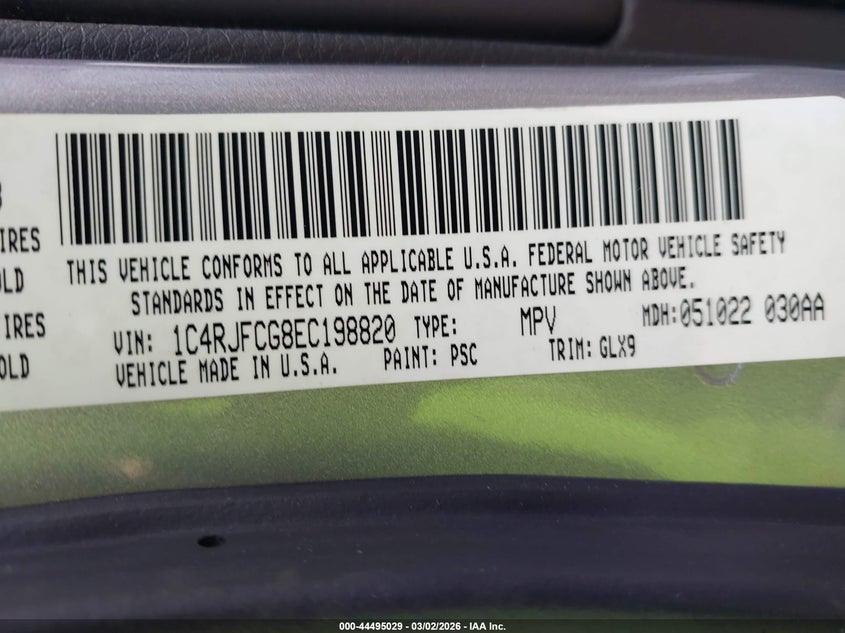 3
IRES
OLD
IRES
OLD
THIS VEHICLE CONFORMS TO ALL APPLICABLE U.S.A. FEDERAL MOTOR VEHICLE SAFETY
STANDARDS IN EFFECT ON THE DATE OF MANUFACTURE SHOWN ABOVE.
VIN: 1C4RJFCG8EC198820 TYPE: MPV MDH:051022 030AA
VEHICLE MADE IN U.S.A. PAINT: PSC TRIM: GLX9
000-44495029 - 03/02/2026 - IAA Inc.